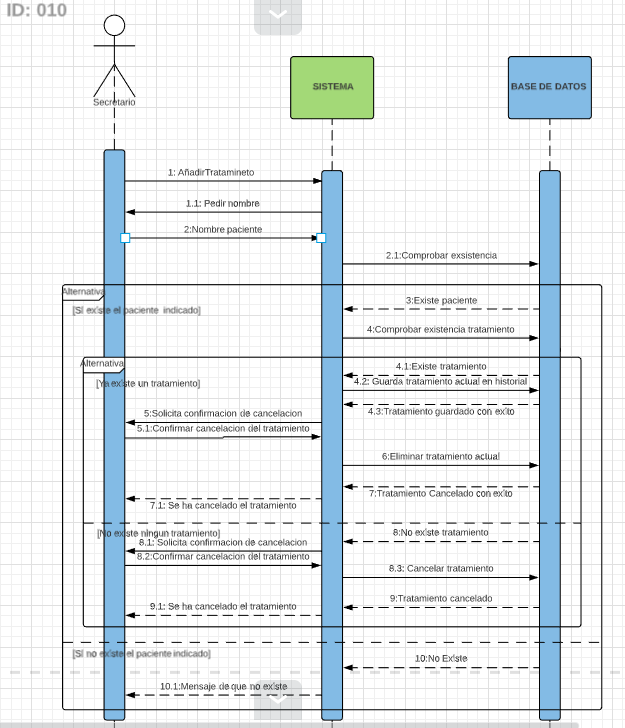 ID: 010
Secretario
SISTEMA
BASE DE DATOS
1: AñadirTratamineto
1.1: Pedir nombre
2:Nombre paciente
2.1:Comprobar exsistencia
Alternativa
[Si existe el paciente indicado]
3:Existe paciente
4:Comprobar existencia tratamiento
Alternativa
[Ya existe un tratamiento]
4.1:Existe tratamiento
4.2: Guarda tratamiento actual en historial
4.3:Tratamiento guardado con exito
5:Solicita confirmacion de cancelacion
5.1:Confirmar cancelacion del tratamiento
6:Eliminar tratamiento actual
7:Tratamiento Cancelado con exito
7.1: Se ha cancelado el tratamiento
[No existe ningun tratamiento]
8:No existe tratamiento
8.1: Solicita confirmacion de cancelacion
8.2:Confirmar cancelacion del tratamiento
8.3: Cancelar tratamiento
9:Tratamiento cancelado
9.1: Se ha cancelado el tratamiento
[Si no existe el paciente indicado]
10:No Existe
10.1:Mensaje de que no existe